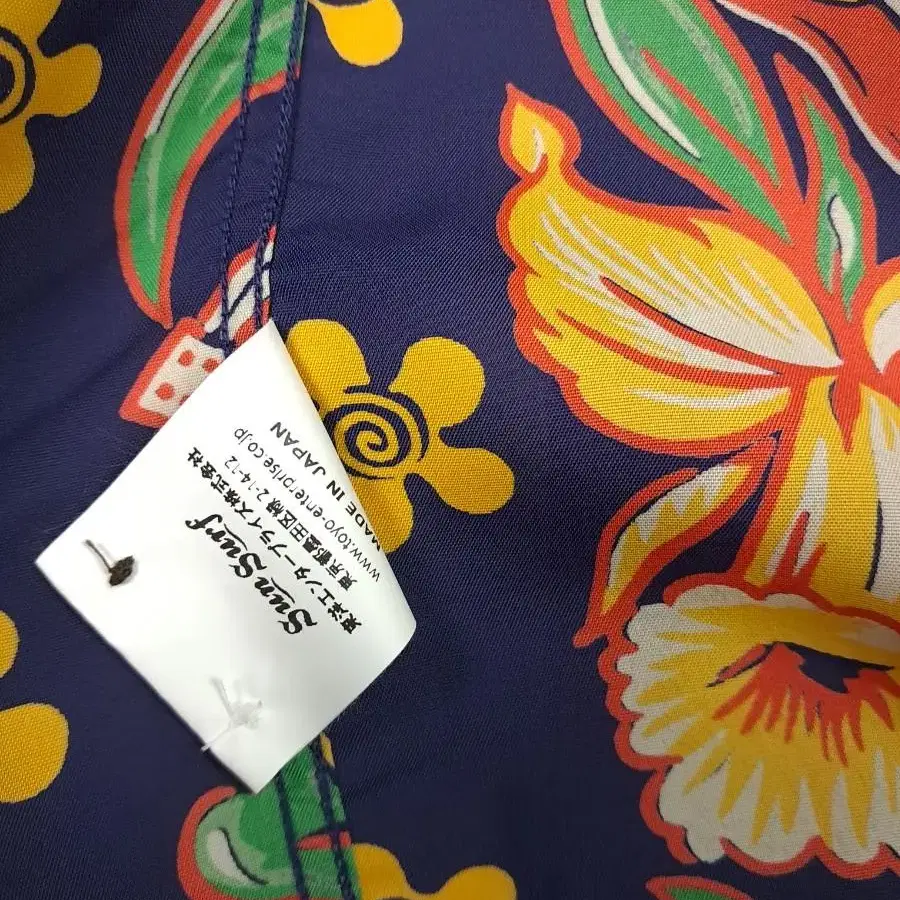 Sun Surf
東洋エンタープライズ株式会社
東京都墨田区緑 2-14-12
www.toyo-enterprise.co.jp
MADE IN JAPAN